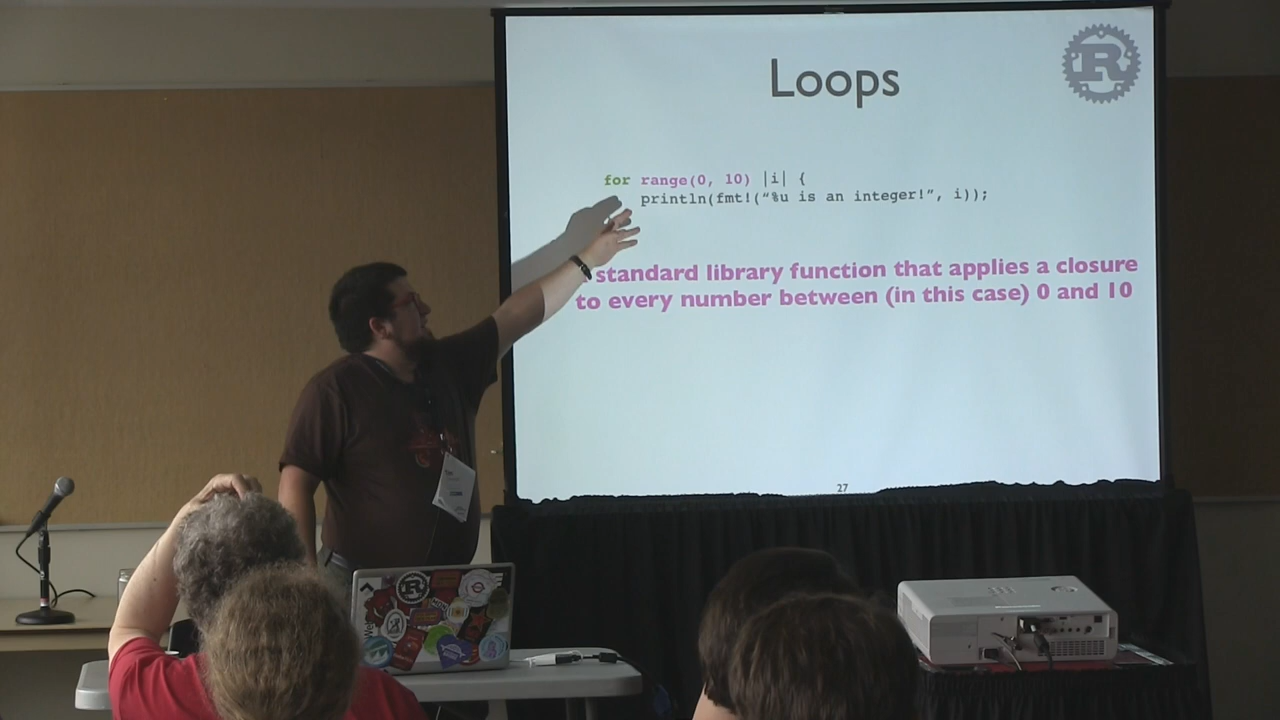 Loops
R
for range(0, 10) |i| {
println(fmt!(“%u is an integer!”, i));
standard library function that applies a closure
to every number between (in this case) 0 and 10
27
R